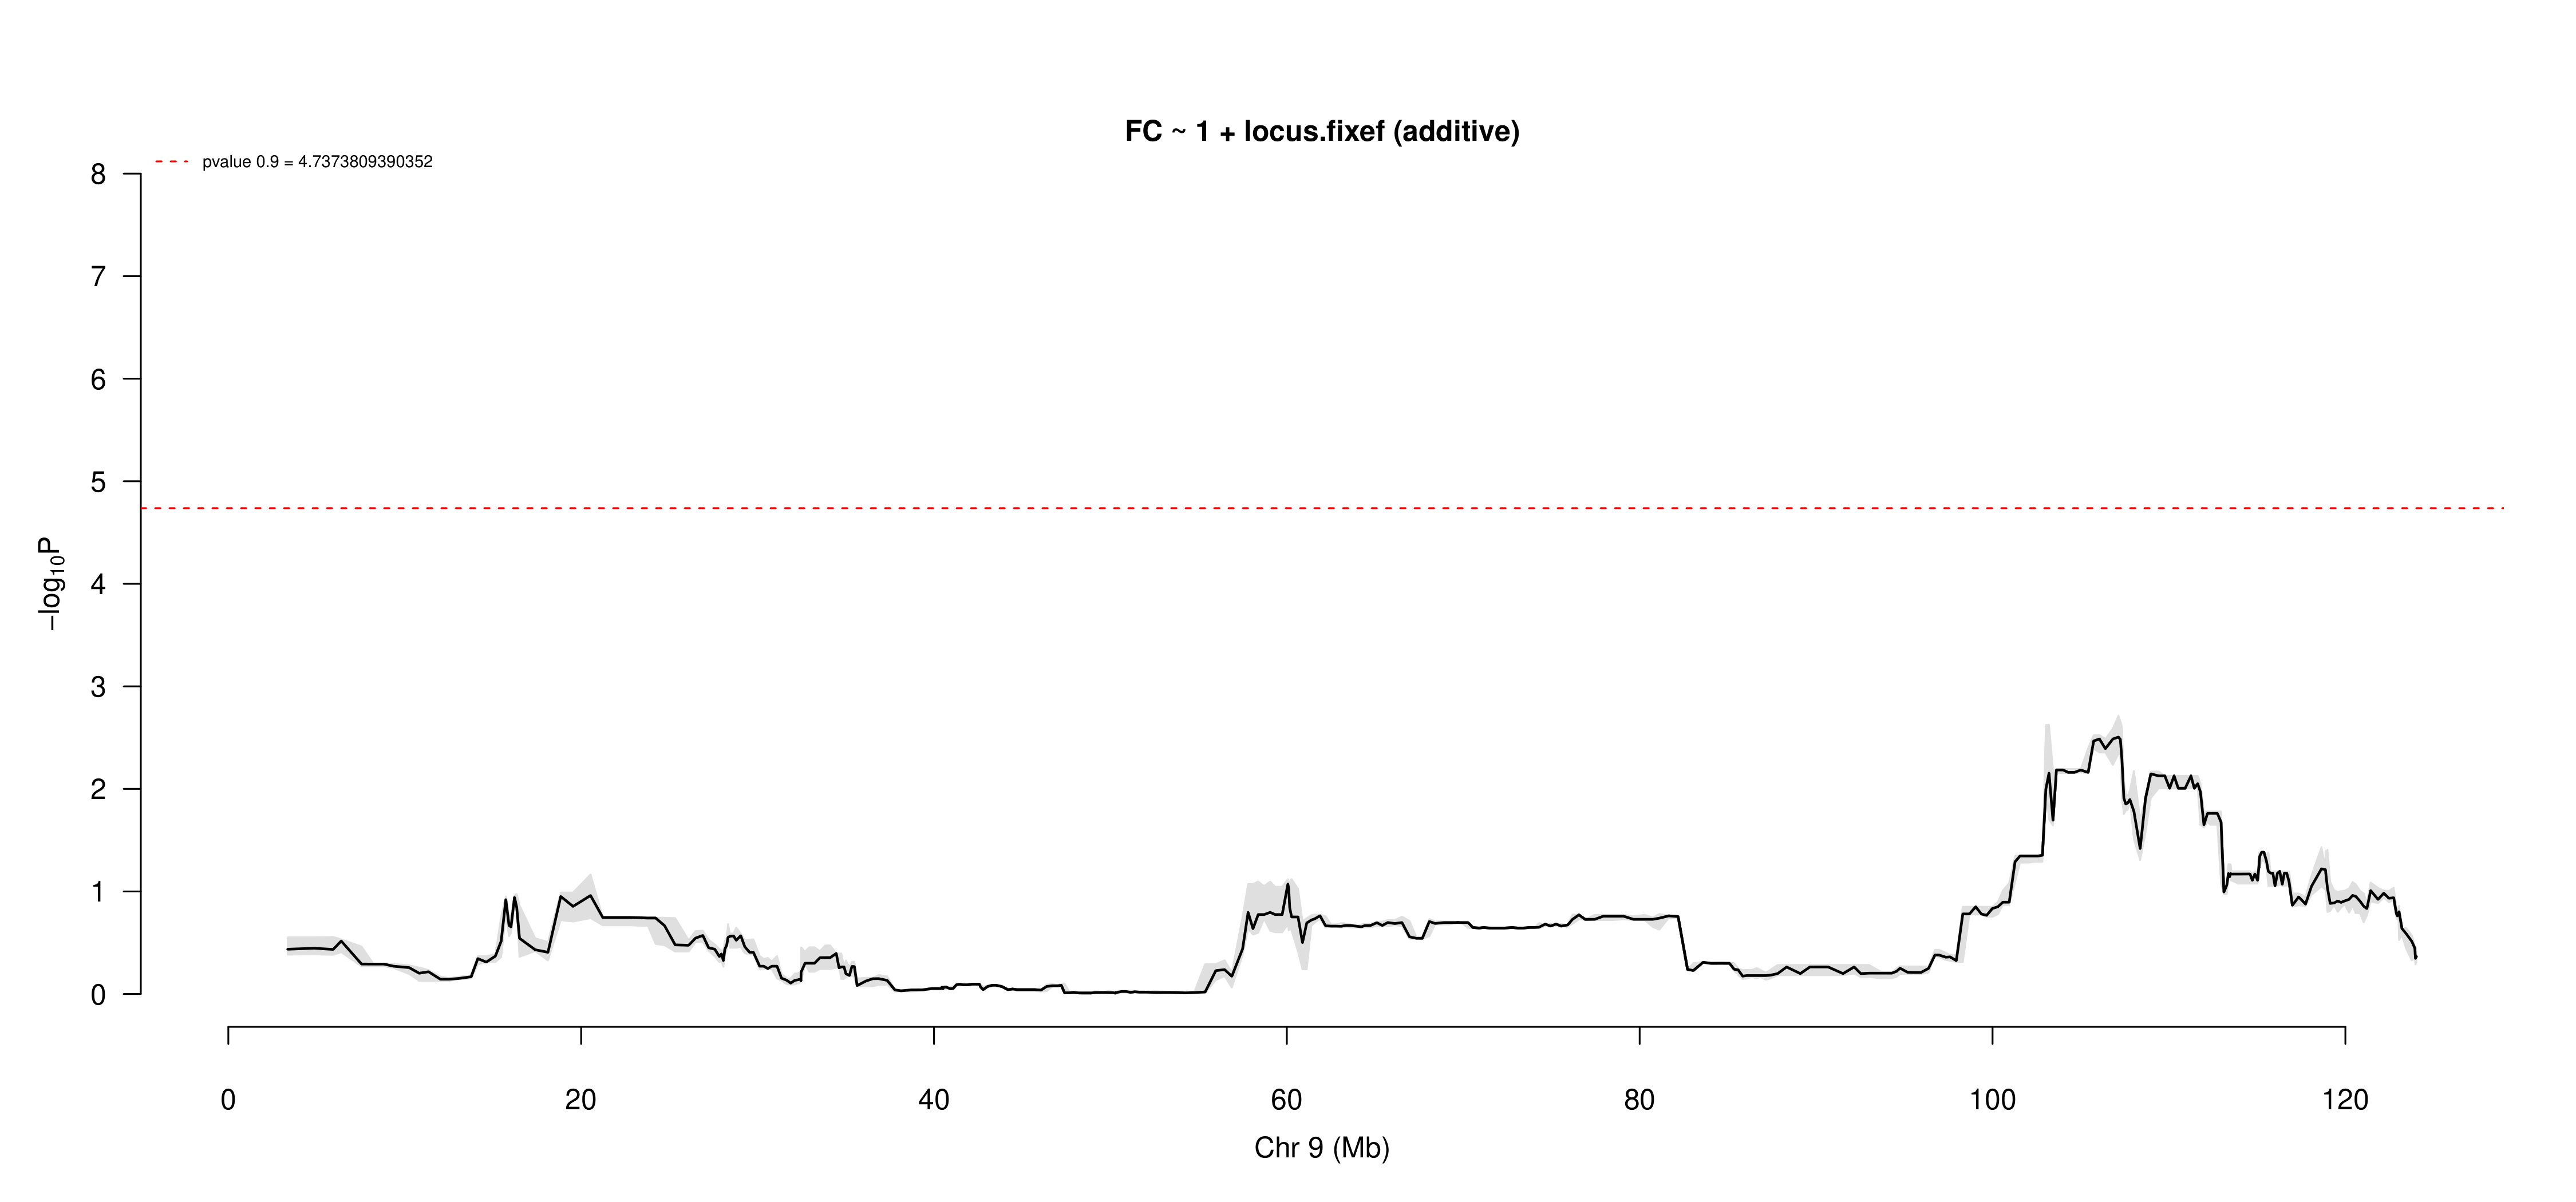 FC ~ 1 + locus.fixef (additive)
pvalue 0.9 = 4.7373809390352
8
7
6
5
4
3
2
1
0
−log10P
0 20 40 60 80 100 120
Chr 9 (Mb)